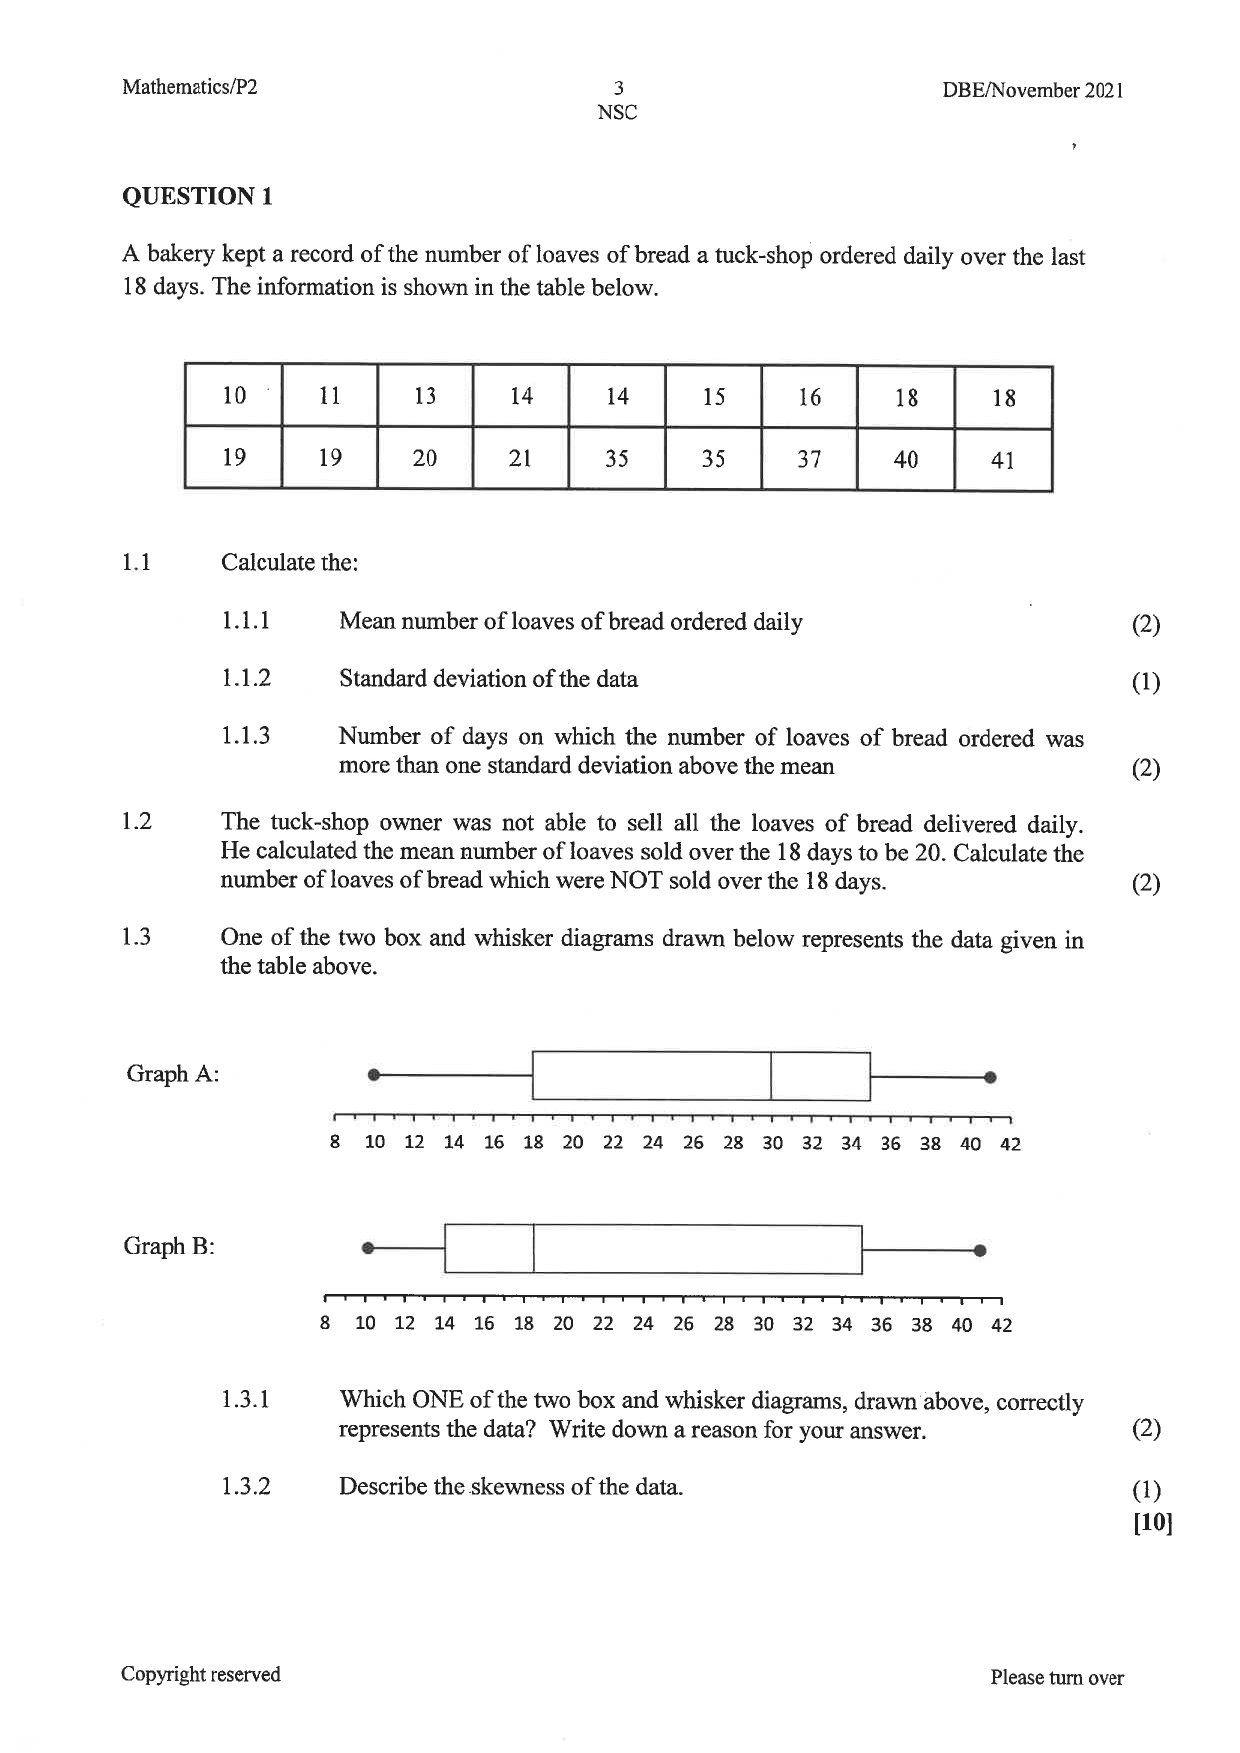 Mathematics/P2 3 DBE/November 2021
NSC
QUESTION 1
A bakery kept a record of the number of loaves of bread a tuck-shop ordered daily over the last
18 days. The information is shown in the table below.
10 11 13 14 14 15 16 18 18
19 19 20 21 35 35 37 40 41
1.1 Calculate the:
1.1.1 Mean number of loaves of bread ordered daily (2)
1.1.2 Standard deviation of the data (1)
1.1.3 Number of days on which the number of loaves of bread ordered was
more than one standard deviation above the mean (2)
1.2 The tuck-shop owner was not able to sell all the loaves of bread delivered daily.
He calculated the mean number of loaves sold over the 18 days to be 20. Calculate the
number of loaves of bread which were NOT sold over the 18 days. (2)
1.3 One of the two box and whisker diagrams drawn below represents the data given in
the table above.
Graph A:
8 10 12 14 16 18 20 22 24 26 28 30 32 34 36 38 40 42
Graph B:
8 10 12 14 16 18 20 22 24 26 28 30 32 34 36 38 40 42
1.3.1 Which ONE of the two box and whisker diagrams, drawn above, correctly
represents the data? Write down a reason for your answer. (2)
1.3.2 Describe the skewness of the data. (1)
[10]
Copyright reserved Please turn over